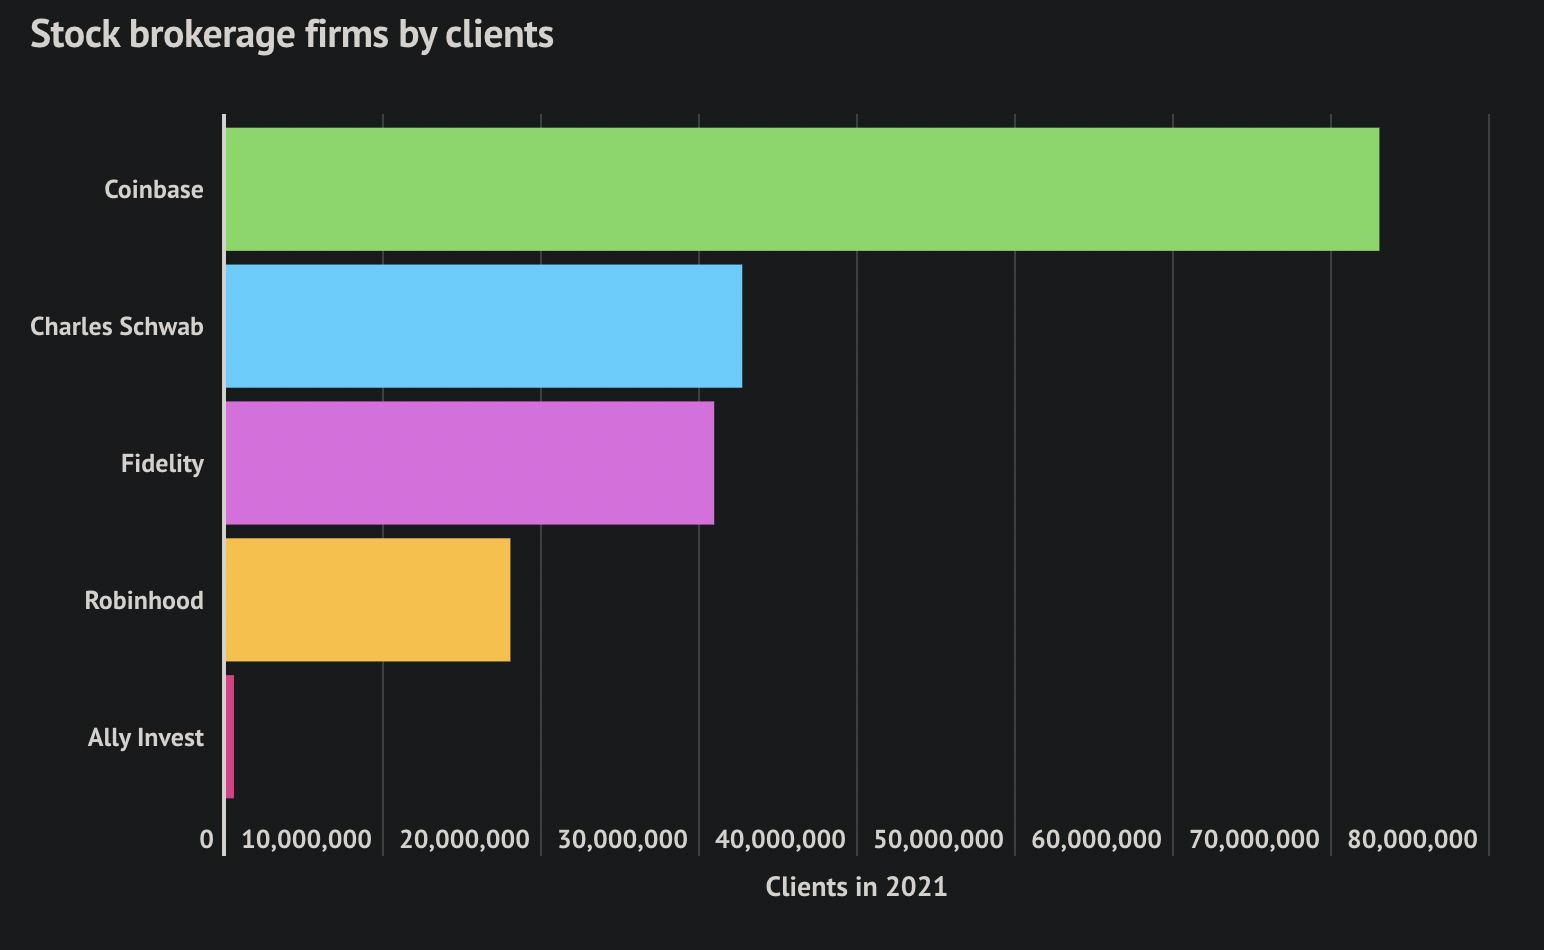 Stock brokerage firms by clients
Coinbase
Charles Schwab
Fidelity
Robinhood
Ally Invest
0 10,000,000 20,000,000 30,000,000 40,000,000 50,000,000 60,000,000 70,000,000 80,000,000
Clients in 2021